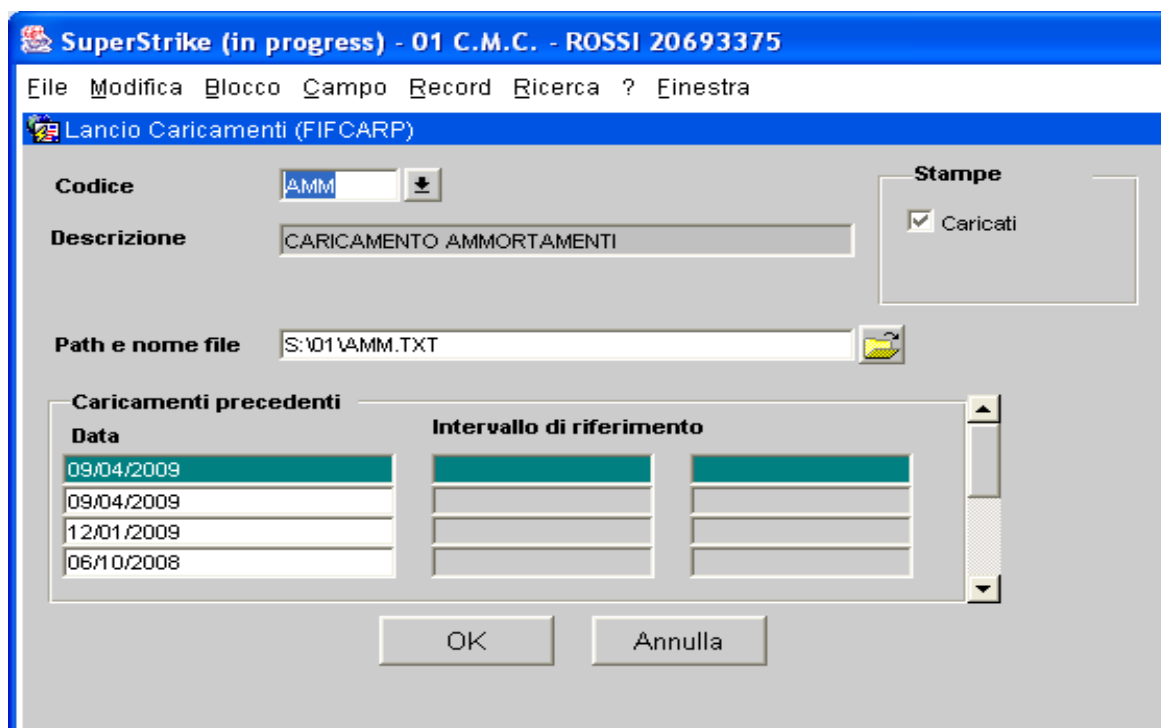 SuperStrike (in progress) - 01 C.M.C. - ROSSI 20693375
File Modifica Blocco Campo Record Ricerca ? Finestra
Lancio Caricamenti (FIFCARP)
Codice AMM
Stampe
Caricati
Descrizione CARICAMENTO AMMORTAMENTI
Path e nome file S:\01\AMM.TXT
Caricamenti precedenti
Data Intervallo di riferimento
09/04/2009
09/04/2009
12/01/2009
06/10/2008
OK Annulla